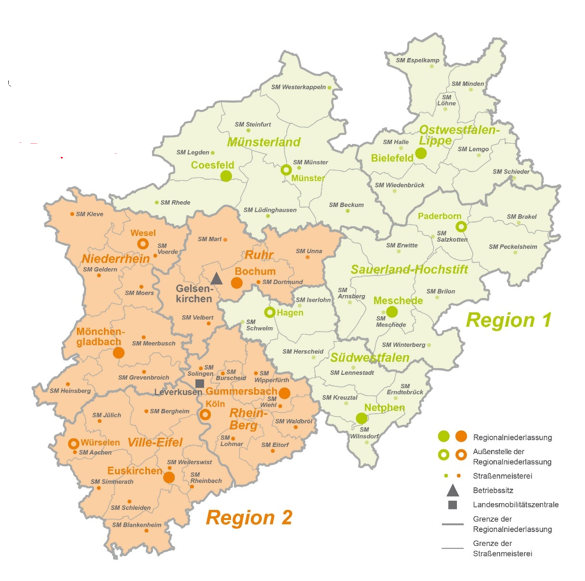 SM Espelkamp
SM Westerkappeln
SM Minden
SM
Löhne
SM Steinfurt
Münsterland
Ostwestfalen-
Lippe
SM Halle
SM Legden
SM Lemgo
Bielefeld
Coesfeld
SM Münster
Münster
SM Schieder
SM Wiedenbrück
SM Rhede
SM Lüdinghausen
SM Beckum
SM Kleve
Paderborn
SM Brakel
Wesel
SM Marl
SM
Salzkotten
SM
Voerde
SM Unna
SM Erwitte
SM Peckelsheim
Ruhr
Niederrhein
SM Geldern
Bochum
Sauerland-Hochstift
SM Dortmund
Gelsen-
kirchen
SM Moers
SM
Arnsberg
SM Brilon
SM Iserlohn
Meschede
Hagen
SM Velbert
SM
Meschede
SM
Schwelm
Region 1
Mönchen-
gladbach
SM Meerbusch
SM Winterberg
SM Herscheid
Südwestfalen
SM
Solingen
SM
Burscheid
SM
Wipperfürth
SM Lennestadt
SM Grevenbroich
SM Heinsberg
Leverkusen
Gummersbach
SM
Erndtebrück
SM Kreuztal
SM
Wiehl
Köln
Netphen
SM Jülich
SM Bergheim
Rhein-
Berg
SM Waldbröl
SM
Wilnsdorf
Würselen
Ville-Eifel
SM
Lohmar
SM Eitorf
SM Aachen
SM Weilerswist
Euskirchen
SM Simmerath
SM
Rheinbach
SM Schleiden
Region 2
SM Blankenheim
Regionalniederlassung
Außenstelle der
Regionalniederlassung
Straßenmeisterei
Betriebssitz
Landesmobilitätszentrale
Grenze der
Regionalniederlassung
Grenze der
Straßenmeisterei